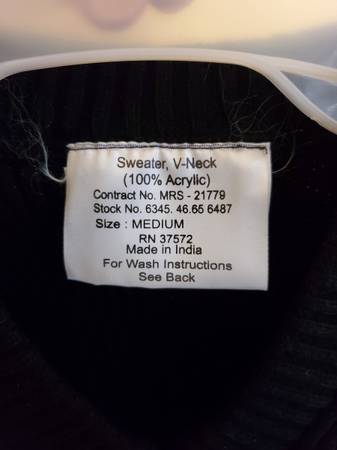 Sweater, V-Neck
(100% Acrylic)
Contract No. MRS - 21779
Stock No. 6345. 46.65 6487
Size : MEDIUM
RN 37572
Made in India
For Wash Instructions
See Back